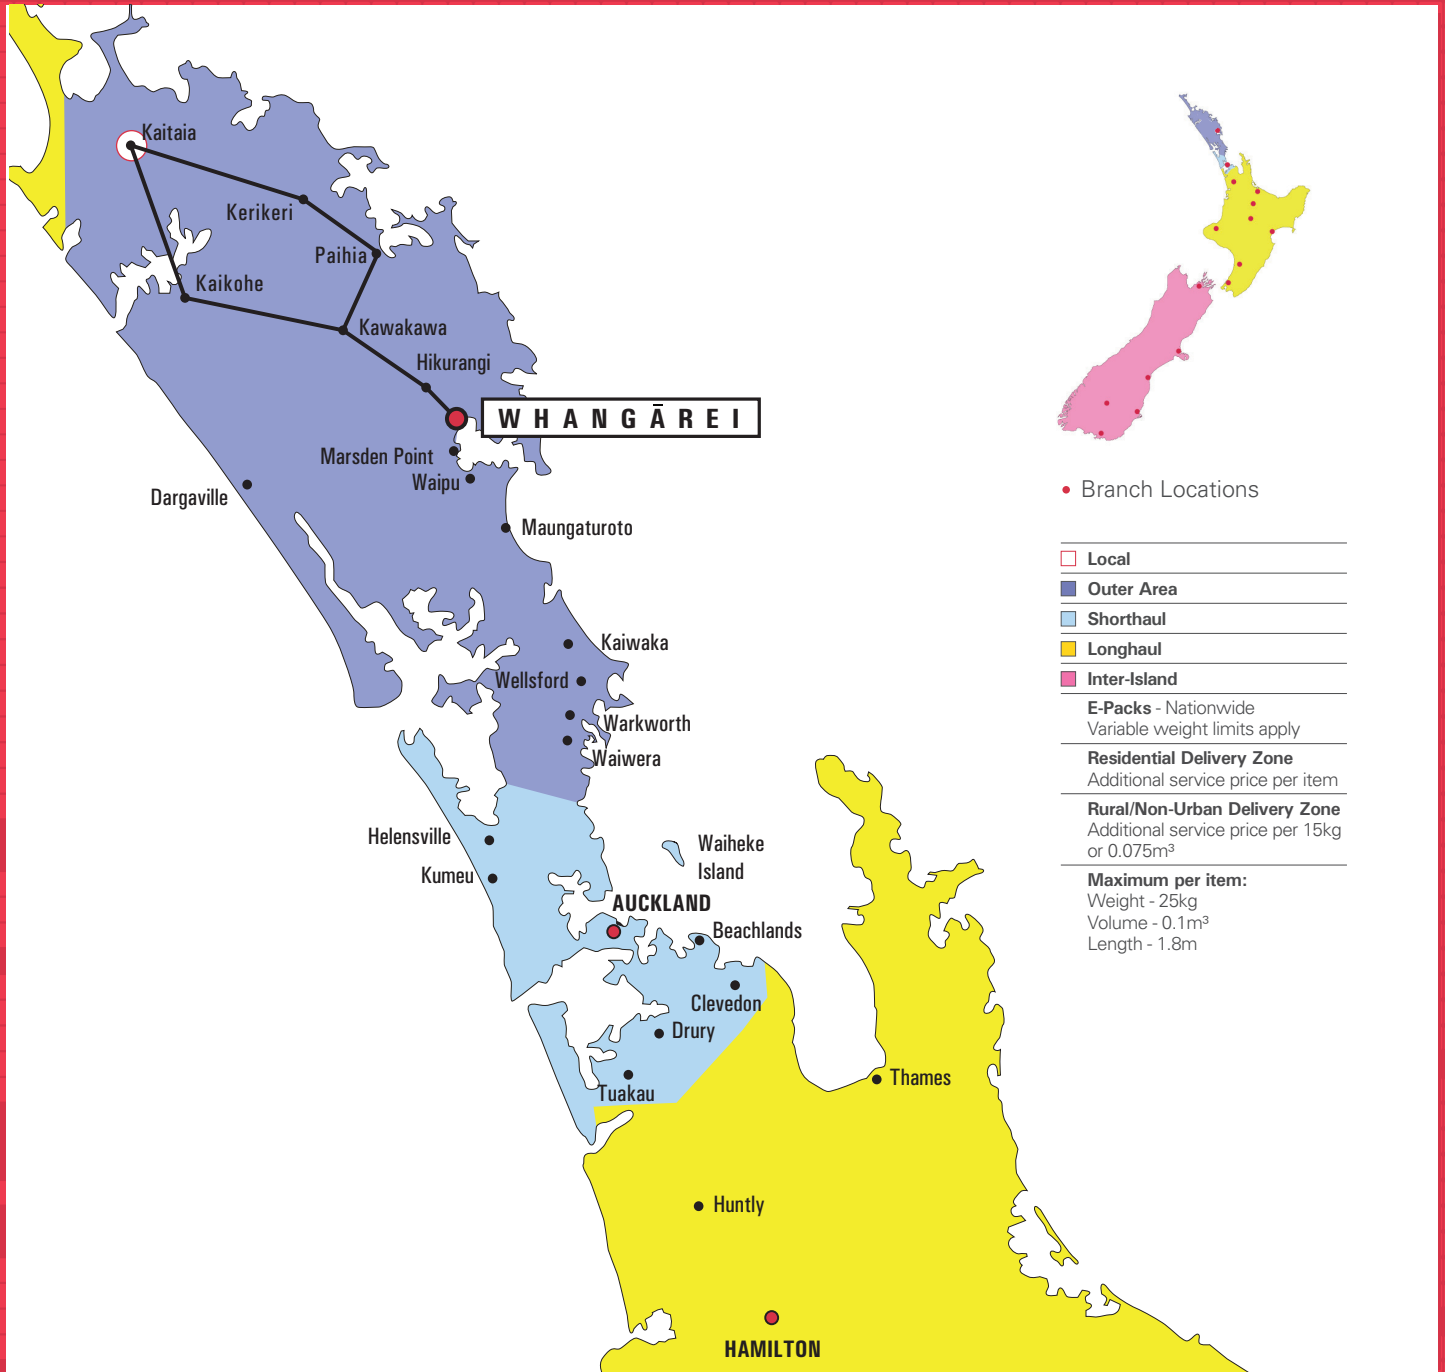 Kaitaia
Kerikeri
Paihia
Kaikohe
Kawakawa
Hikurangi
WHANGĀREI
Marsden Point
Waipu
Dargaville
Maungaturoto
Kaiwaka
Wellsford
Warkworth
Waiwera
Helensville
Kumeu
Waiheke
Island
AUCKLAND
Beachlands
Clevedon
Drury
Tuakau
Thames
Huntly
HAMILTON
Branch Locations
Local
Outer Area
Shorthaul
Longhaul
Inter-Island
E-Packs - Nationwide
Variable weight limits apply
Residential Delivery Zone
Additional service price per item
Rural/Non-Urban Delivery Zone
Additional service price per 15kg
or 0.075m³
Maximum per item:
Weight - 25kg
Volume - 0.1m³
Length - 1.8m